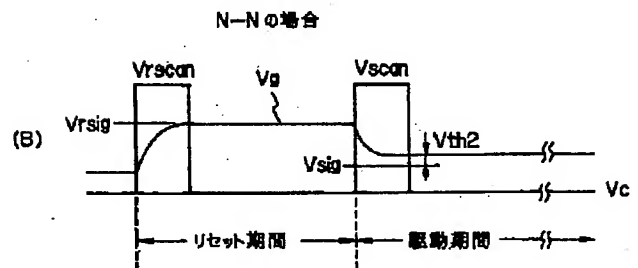 N-Nの場合
Vrscan
Vg
Vscan
(B)
Vrsig
Vth2
Vsig
Vc
リセット期間
駆動期間